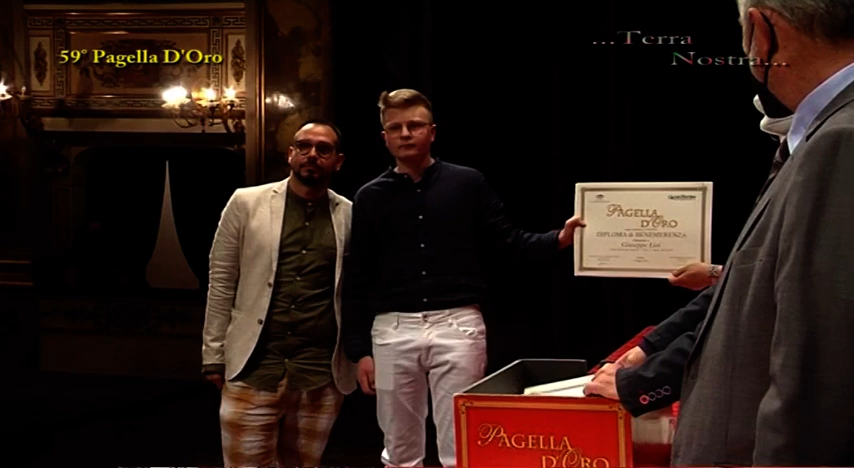 59° Pagella D'Oro
...Terra
Nostra...
PAGELLA
D'ORO
DIPLOMA di BENEMERENZA
Giuseppe Lisi
PAGELLA
D'ORO